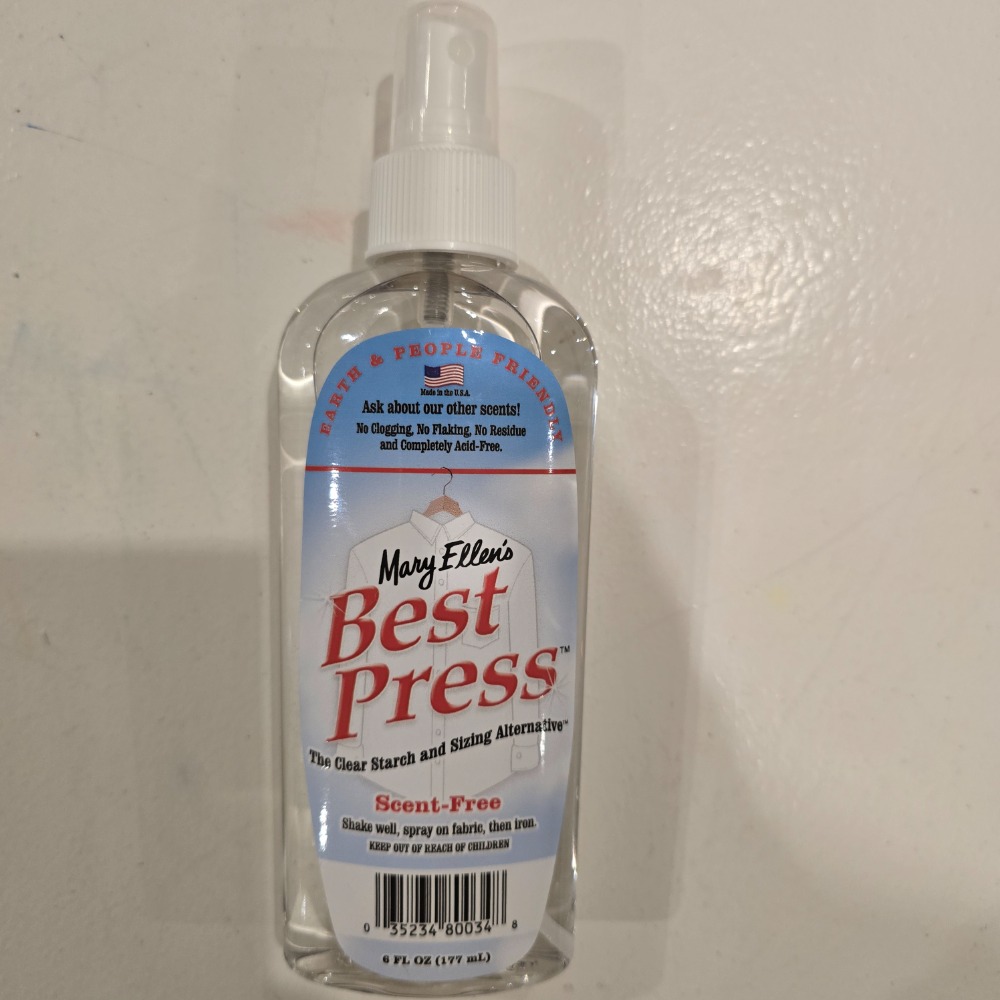 EARTH & PEOPLE FRIENDLY
Made in the U.S.A.
Ask about our other scents!
No Clogging, No Flaking, No Residue
and Completely Acid-Free.
Mary Ellen's
Best
Press™
The Clear Starch and Sizing Alternative™
Scent-Free
Shake well, spray on fabric, then iron.
KEEP OUT OF REACH OF CHILDREN
0 35234 80034 8
6 FL OZ (177 mL)